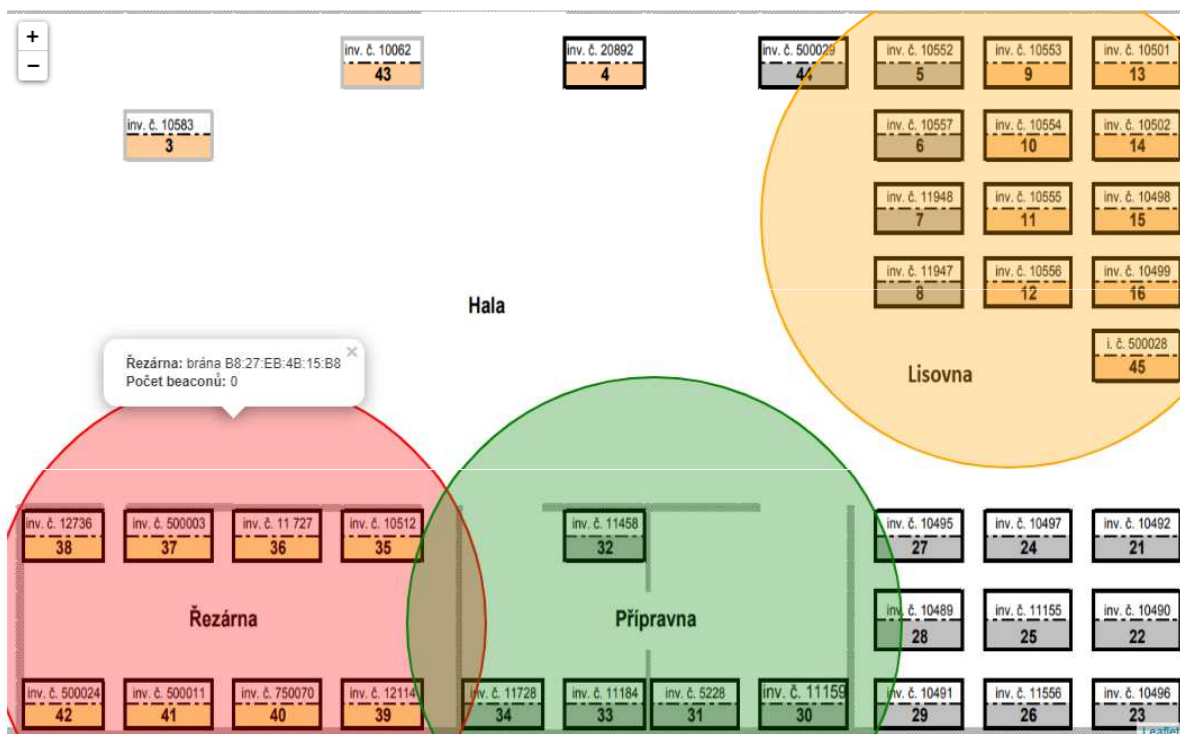 +
−
inv. č. 10062
43
inv. č. 20892
4
inv. č. 500029
44
inv. č. 10552
5
inv. č. 10553
9
inv. č. 10501
13
inv. č. 10583
3
inv. č. 10557
6
inv. č. 10554
10
inv. č. 10502
14
inv. č. 11948
7
inv. č. 10555
11
inv. č. 10498
15
inv. č. 11947
8
inv. č. 10556
12
inv. č. 10499
16
Hala
i. č. 500028
45
Lisovna
Řezárna: brána B8:27:EB:4B:15:B8
Počet beaconů: 0
×
inv. č. 12736
38
inv. č. 500003
37
inv. č. 11 727
36
inv. č. 10512
35
inv. č. 11458
32
inv. č. 10495
27
inv. č. 10497
24
inv. č. 10492
21
Řezárna
Přípravna
inv. č. 10489
28
inv. č. 11155
25
inv. č. 10490
22
inv. č. 500024
42
inv. č. 500011
41
inv. č. 750070
40
inv. č. 12114
39
inv. č. 11728
34
inv. č. 11184
33
inv. č. 5228
31
inv. č. 11159
30
inv. č. 10491
29
inv. č. 11556
26
inv. č. 10496
23
Leaflet